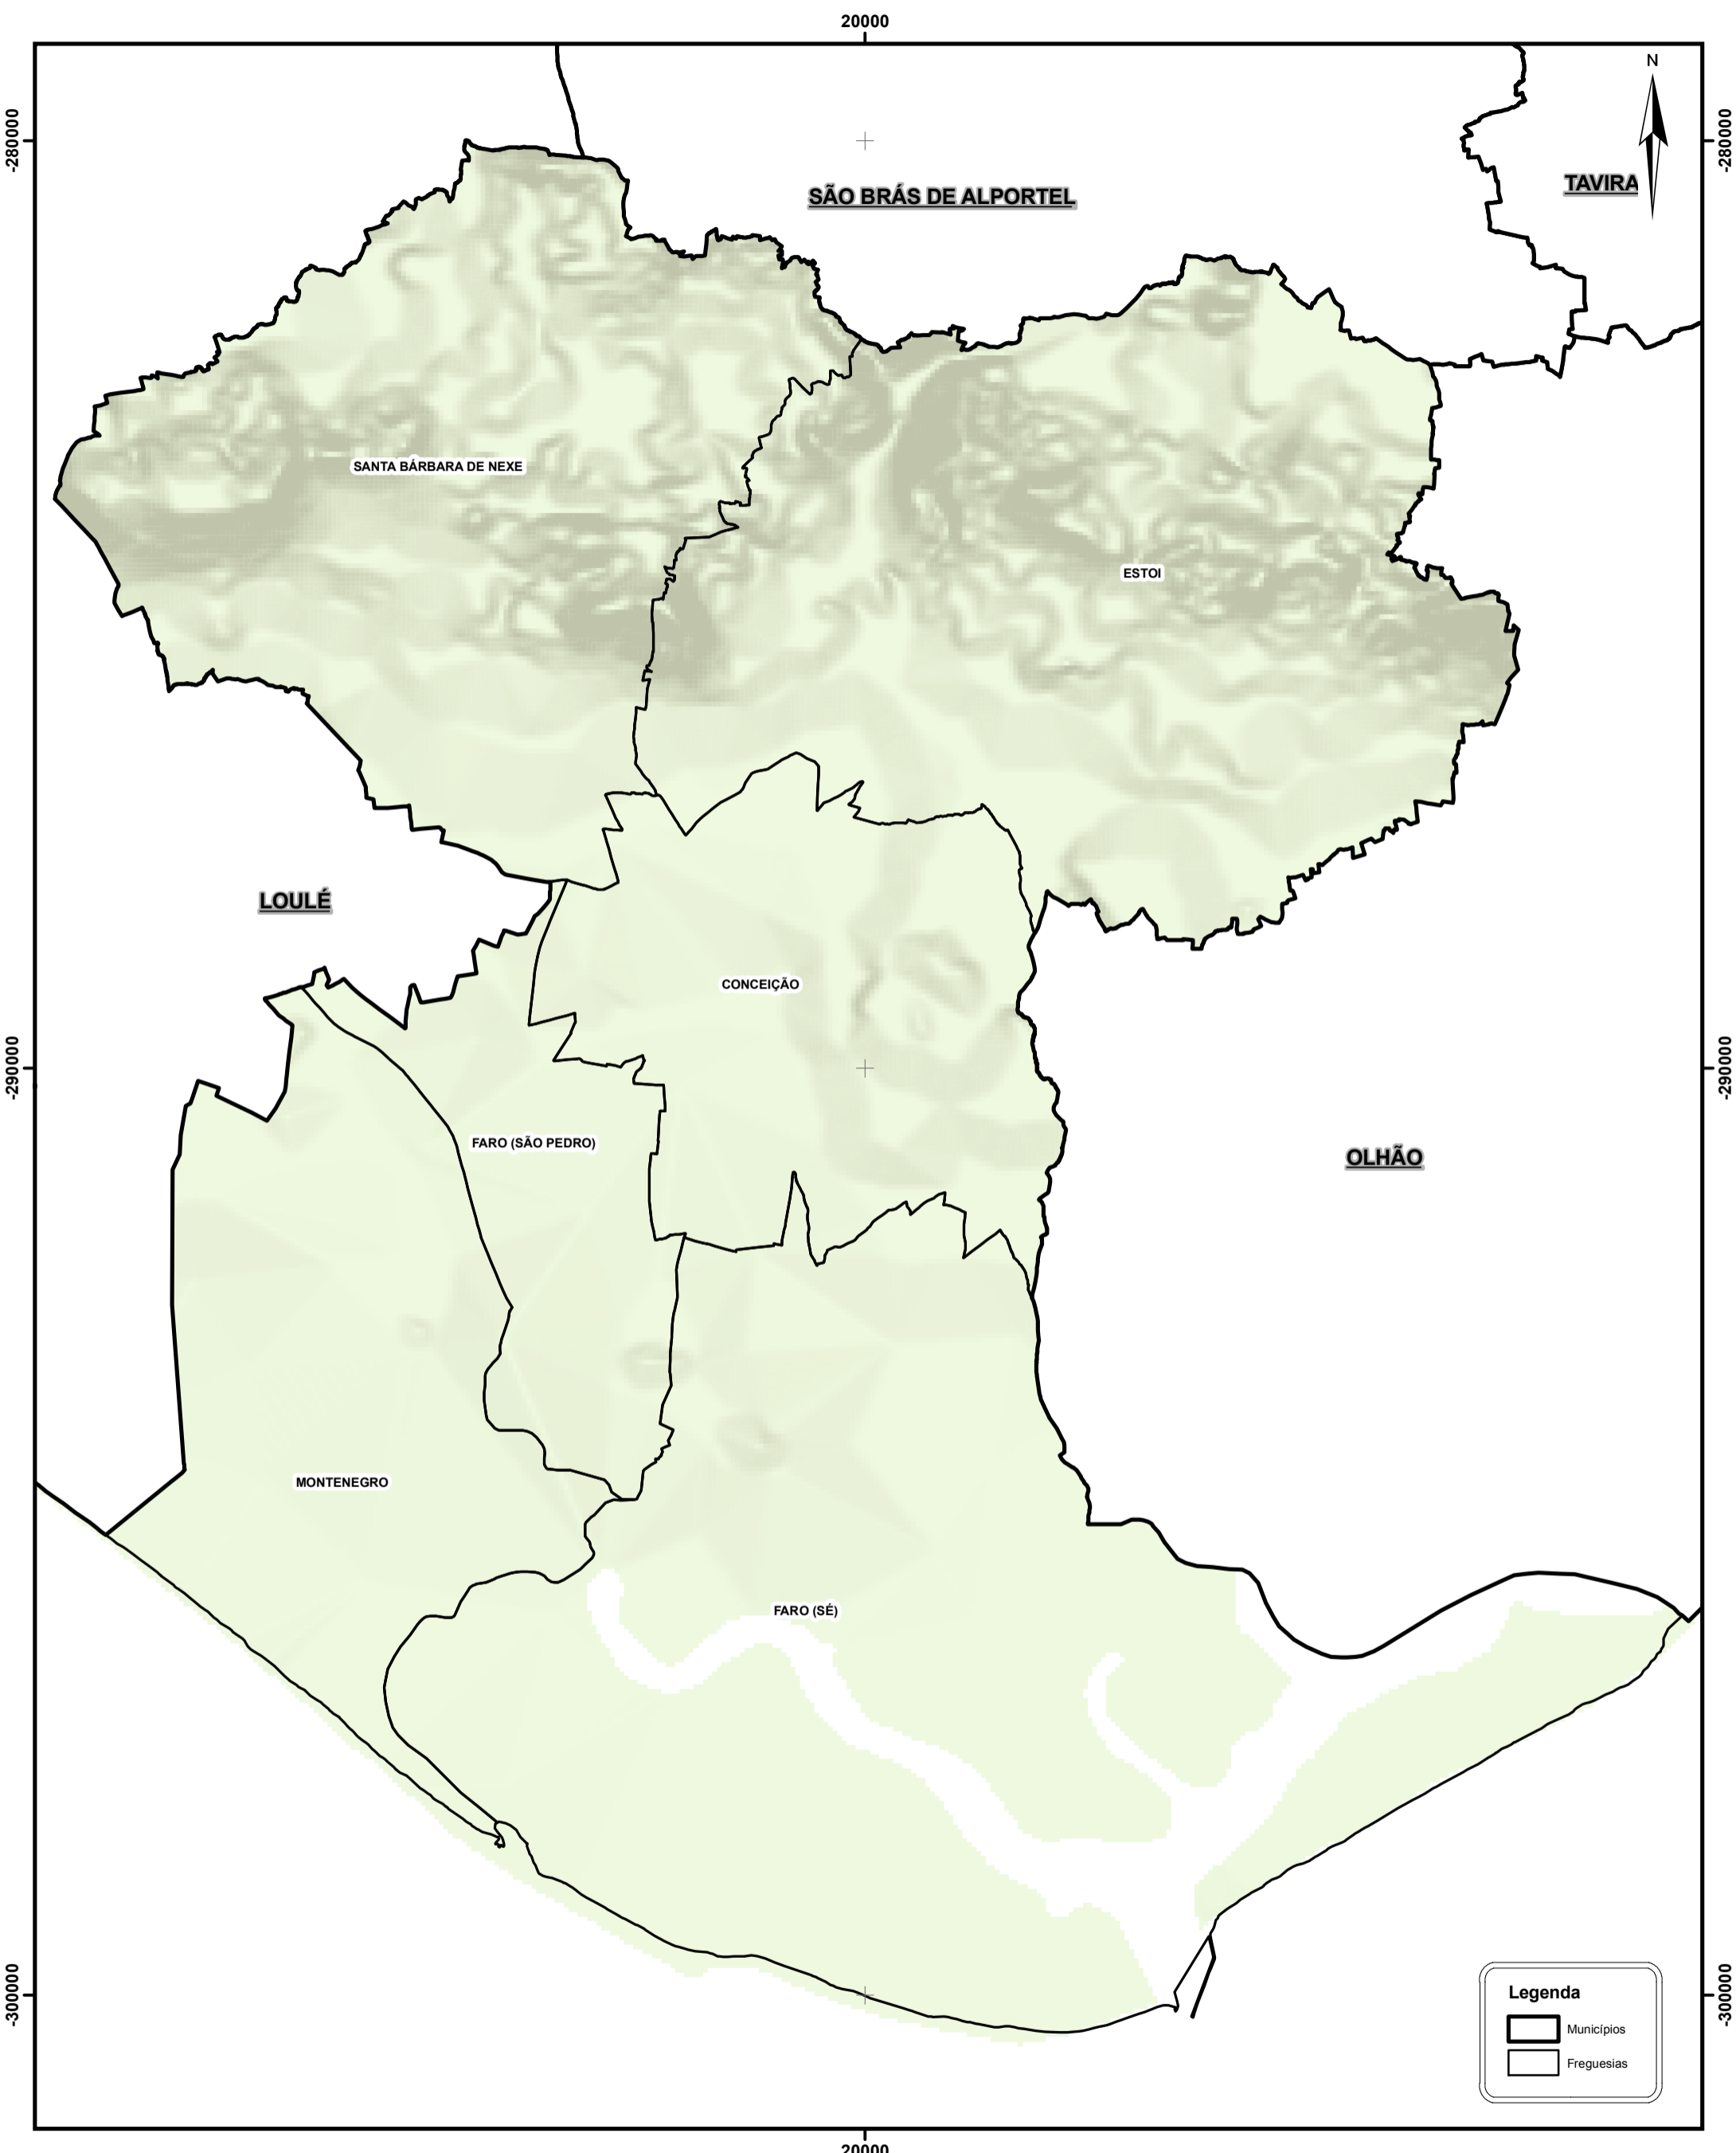 20000
N
-280000
-280000
SÃO BRÁS DE ALPORTEL
TAVIRA
SANTA BÁRBARA DE NEXE
ESTOI
LOULÉ
CONCEIÇÃO
-290000
-290000
FARO (SÃO PEDRO)
OLHÃO
MONTENEGRO
FARO (SÉ)
-300000
-300000
Legenda
Municípios
Freguesias
20000